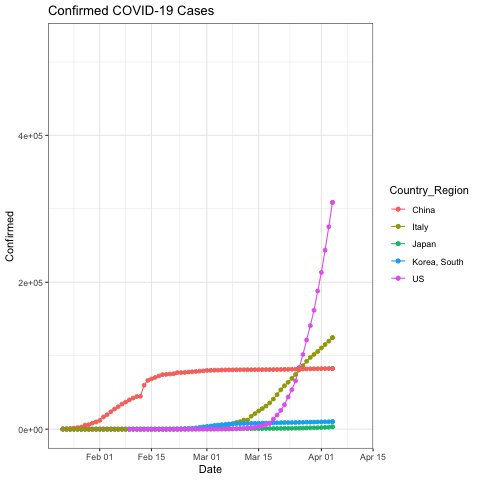 Confirmed COVID-19 Cases
4e+05
2e+05
0e+00
Confirmed
Feb 01
Feb 15
Mar 01
Mar 15
Apr 01
Apr 15
Date
Country_Region
China
Italy
Japan
Korea, South
US